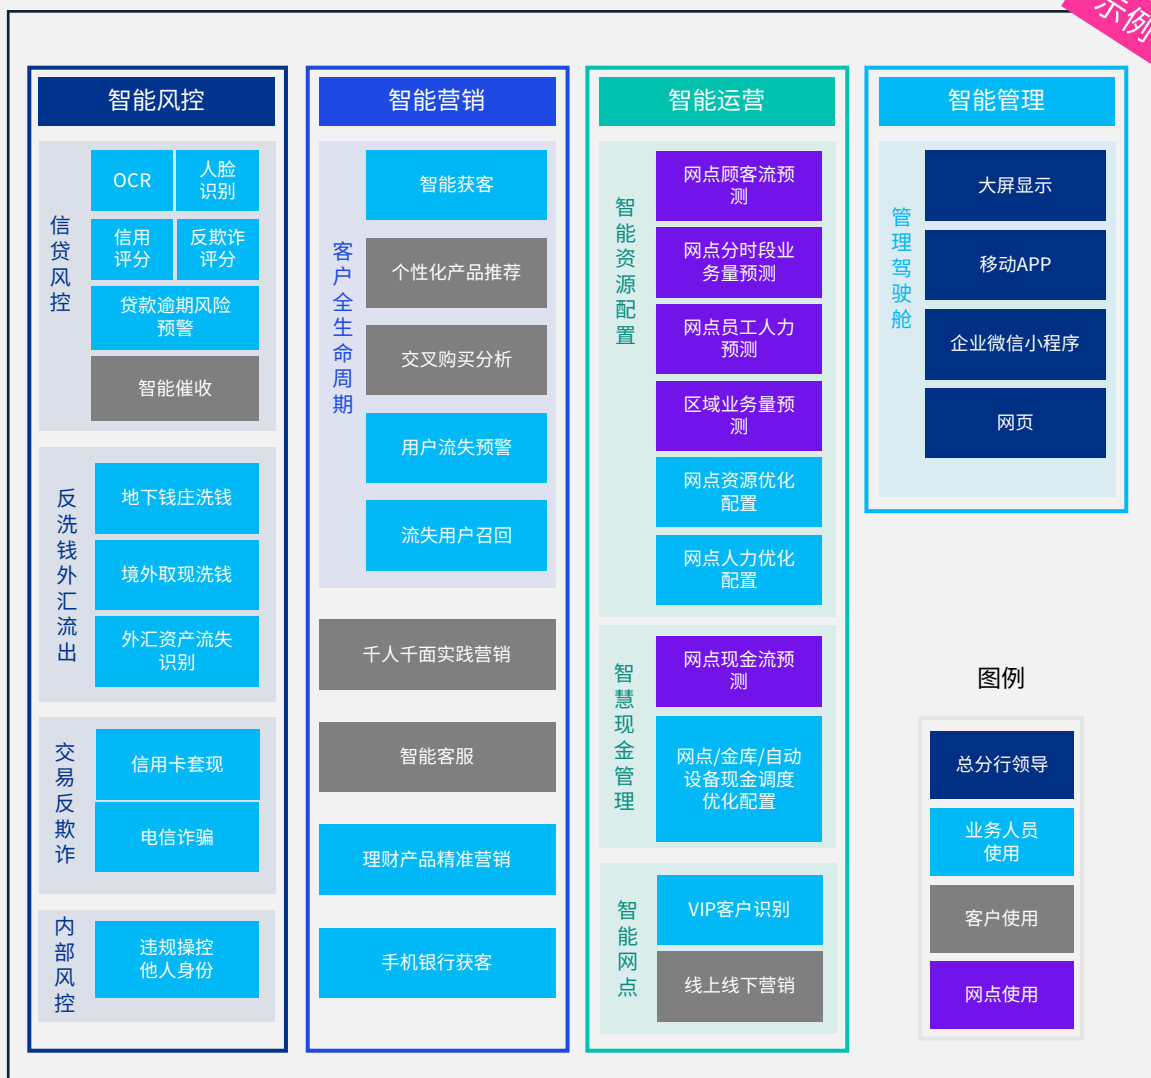 示例
智能风控
信贷风控
OCR
人脸
识别
信用
评分
反欺诈
评分
贷款逾期风险
预警
智能催收
反洗钱外汇流出
地下钱庄洗钱
境外取现洗钱
外汇资产流失
识别
交易反欺诈
信用卡套现
电信诈骗
内部风控
违规操控
他人身份
智能营销
客户全生命周期
智能获客
个性化产品推荐
交叉购买分析
用户流失预警
流失用户召回
千人千面实践营销
智能客服
理财产品精准营销
手机银行获客
智能运营
智能资源配置
网点顾客流预
测
网点分时段业
务量预测
网点员工人力
预测
区域业务量预
测
网点资源优化
配置
网点人力优化
配置
智慧现金管理
网点现金流预
测
网点/金库/自动
设备现金调度
优化配置
智能网点
VIP客户识别
线上线下营销
智能管理
管理驾驶舱
大屏显示
移动APP
企业微信小程序
网页
图例
总分行领导
业务人员
使用
客户使用
网点使用